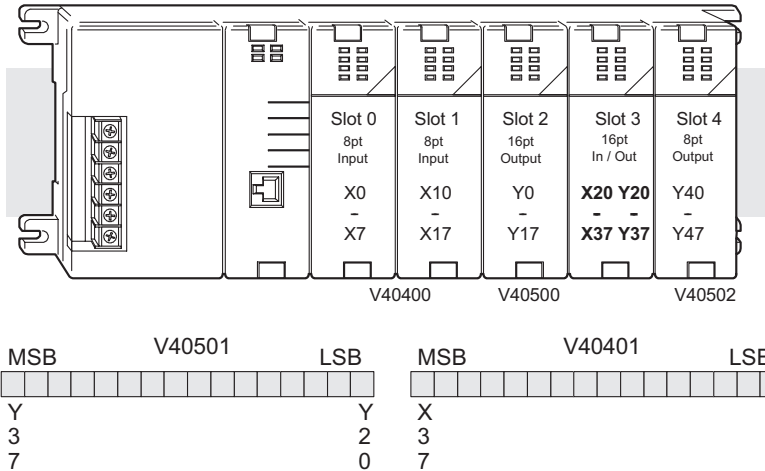 Slot 0
8pt
Input
X0
-
X7
Slot 1
8pt
Input
X10
-
X17
Slot 2
16pt
Output
Y0
-
Y17
Slot 3
16pt
In / Out
X20 Y20
- -
X37 Y37
Slot 4
8pt
Output
Y40
-
Y47
V40400
V40500
V40502
MSB
V40501
LSB
Y
3
7
Y
2
0
MSB
V40401
LSB
X
3
7